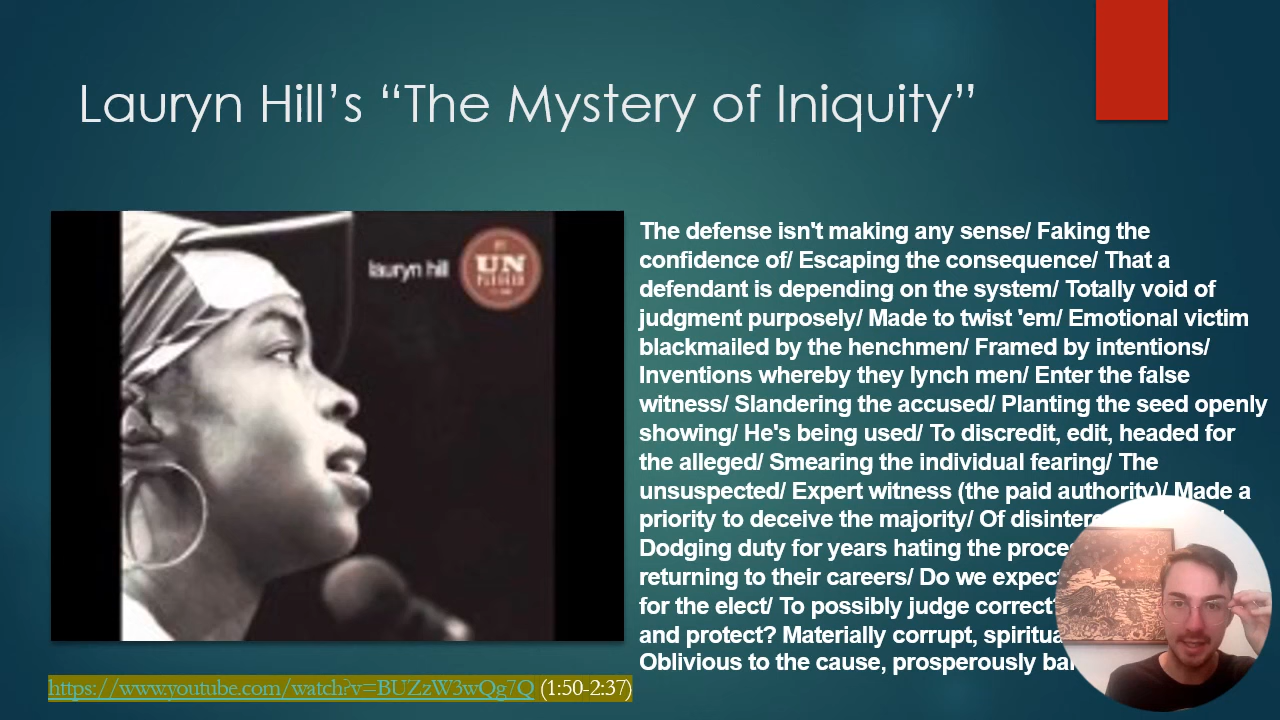 Lauryn Hill’s “The Mystery of Iniquity”
lauryn hill
UN
The defense isn't making any sense/ Faking the
confidence of/ Escaping the consequence/ That a
defendant is depending on the system/ Totally void of
judgment purposely/ Made to twist 'em/ Emotional victim
blackmailed by the henchmen/ Framed by intentions/
Inventions whereby they lynch men/ Enter the false
witness/ Slandering the accused/ Planting the seed openly
showing/ He's being used/ To discredit, edit, headed for
the alleged/ Smearing the individual fearing/ The
unsuspected/ Expert witness (the paid authority)/ Made a
priority to deceive the majority/ Of
Dodging duty for years hating the
returning to their careers/ Do we expect
for the elect/ To possibly judge correct?
and protect? Materially corrupt,
Oblivious to the cause, prosperously
https://www.youtube.com/watch?v=BUZzW3wQg7Q (1:50-2:37)